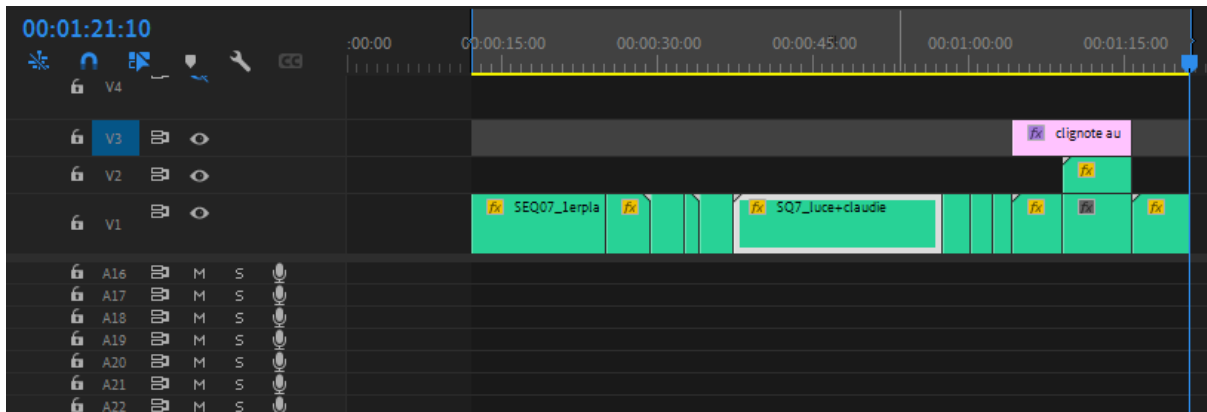 00:01:21:10
:00:00 00:00:15:00 00:00:30:00 00:00:45:00 00:01:00:00 00:01:15:00
CC
V4
V3 fx clignote au
V2 fx
V1 fx SEQ07_1erpla fx fx SQ7_luce+claudie fx fx fx
A16 M S
A17 M S
A18 M S
A19 M S
A20 M S
A21 M S
A22 M S